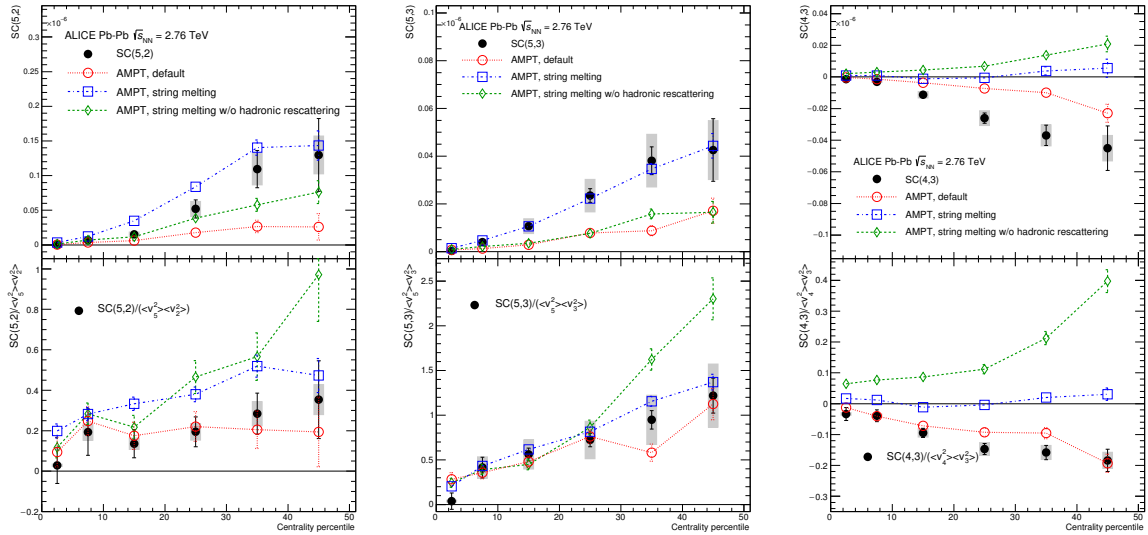 SC(5,2)
×10⁻⁶
0.3
0.25
0.2
0.15
0.1
0.05
0
ALICE Pb-Pb √s_NN = 2.76 TeV
SC(5,2)
AMPT, default
AMPT, string melting
AMPT, string melting w/o hadronic rescattering
SC(5,2)/<v₅²><v₂²>
1
0.8
0.6
0.4
0.2
0
−0.2
SC(5,2)/(<v₅²><v₂²>)
0 10 20 30 40 50
Centrality percentile
SC(5,3)
×10⁻⁶
0.1
0.08
0.06
0.04
0.02
0
ALICE Pb-Pb √s_NN = 2.76 TeV
SC(5,3)
AMPT, default
AMPT, string melting
AMPT, string melting w/o hadronic rescattering
SC(5,3)/<v₅²><v₃²>
2.5
2
1.5
1
0.5
0
SC(5,3)/(<v₅²><v₃²>)
0 10 20 30 40 50
Centrality percentile
SC(4,3)
×10⁻⁶
0.04
0.02
0
−0.02
−0.04
−0.06
−0.08
−0.1
ALICE Pb-Pb √s_NN = 2.76 TeV
SC(4,3)
AMPT, default
AMPT, string melting
AMPT, string melting w/o hadronic rescattering
SC(4,3)/<v₄²><v₃²>
0.4
0.3
0.2
0.1
0
−0.1
−0.2
−0.3
SC(4,3)/(<v₄²><v₃²>)
0 10 20 30 40 50
Centrality percentile